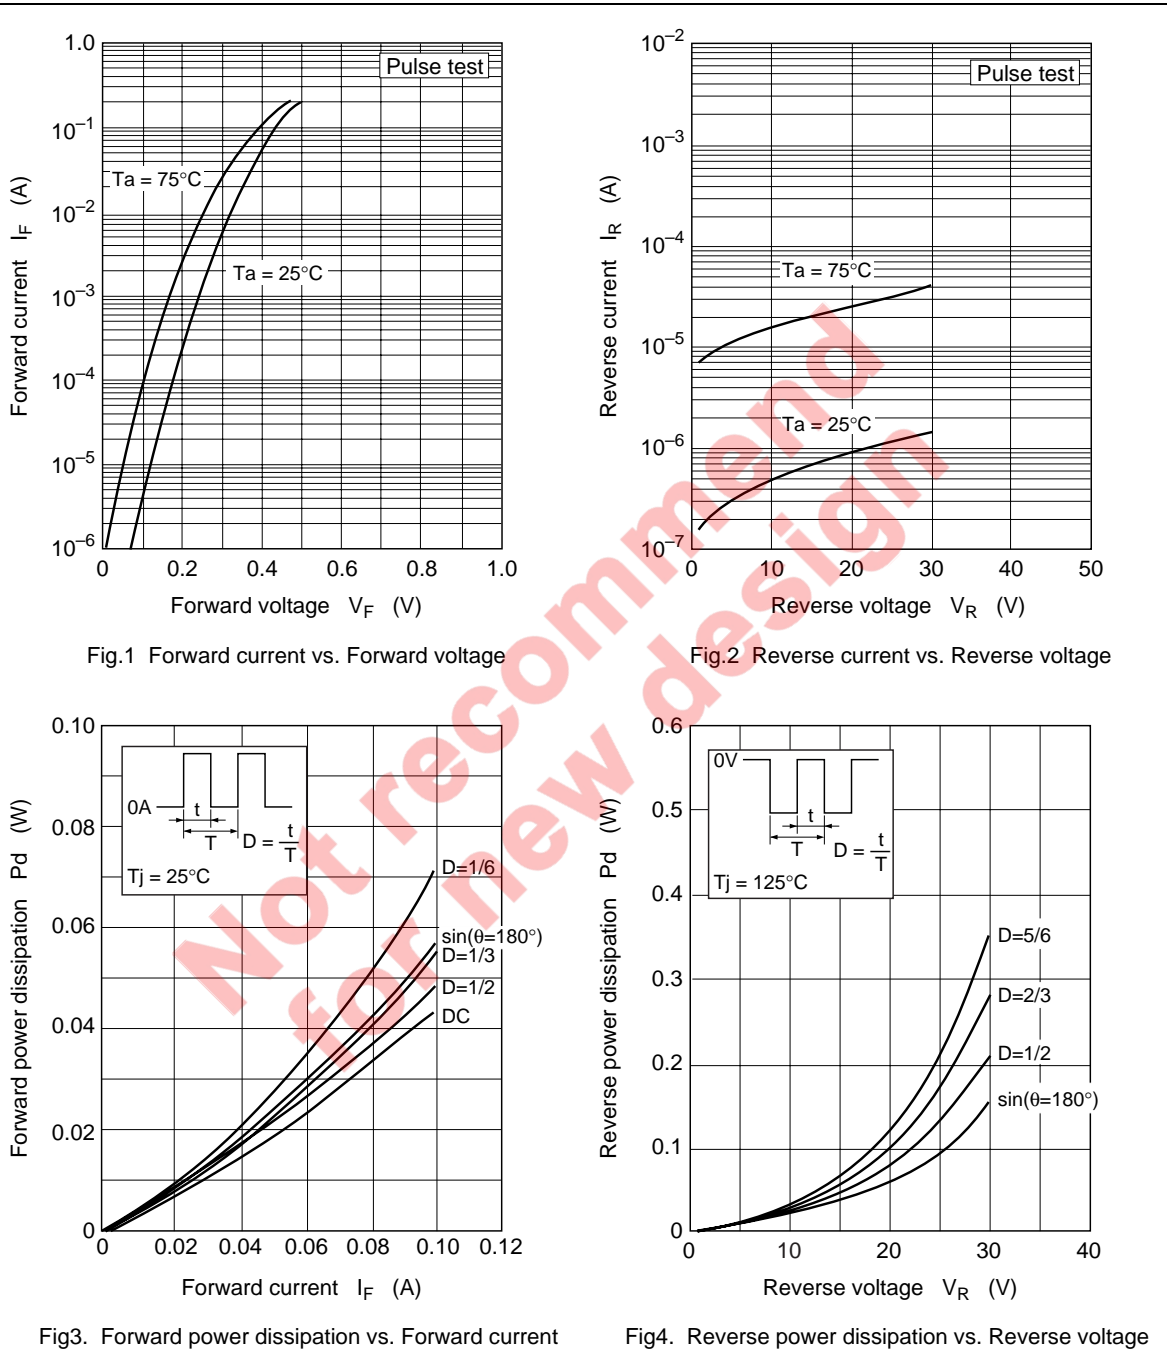 1.0
10–1
10–2
10–3
10–4
10–5
10–6
0
0.2
0.4
0.6
0.8
1.0
Pulse test
Ta = 75°C
Ta = 25°C
Forward current IF (A)
Forward voltage VF (V)
Fig.1 Forward current vs. Forward voltage
10–2
10–3
10–4
10–5
10–6
10–7
0
10
20
30
40
50
Pulse test
Ta = 75°C
Ta = 25°C
Reverse current IR (A)
Reverse voltage VR (V)
Fig.2 Reverse current vs. Reverse voltage
0.10
0.08
0.06
0.04
0.02
0
0
0.02
0.04
0.06
0.08
0.10
0.12
0A
t
T
D = t/T
Tj = 25°C
D=1/6
sin(θ=180°)
D=1/3
D=1/2
DC
Forward power dissipation Pd (W)
Forward current IF (A)
Fig3. Forward power dissipation vs. Forward current
0.6
0.5
0.4
0.3
0.2
0.1
0
0
10
20
30
40
0V
t
T
D = t/T
Tj = 125°C
D=5/6
D=2/3
D=1/2
sin(θ=180°)
Reverse power dissipation Pd (W)
Reverse voltage VR (V)
Fig4. Reverse power dissipation vs. Reverse voltage
Not recommend
for new design